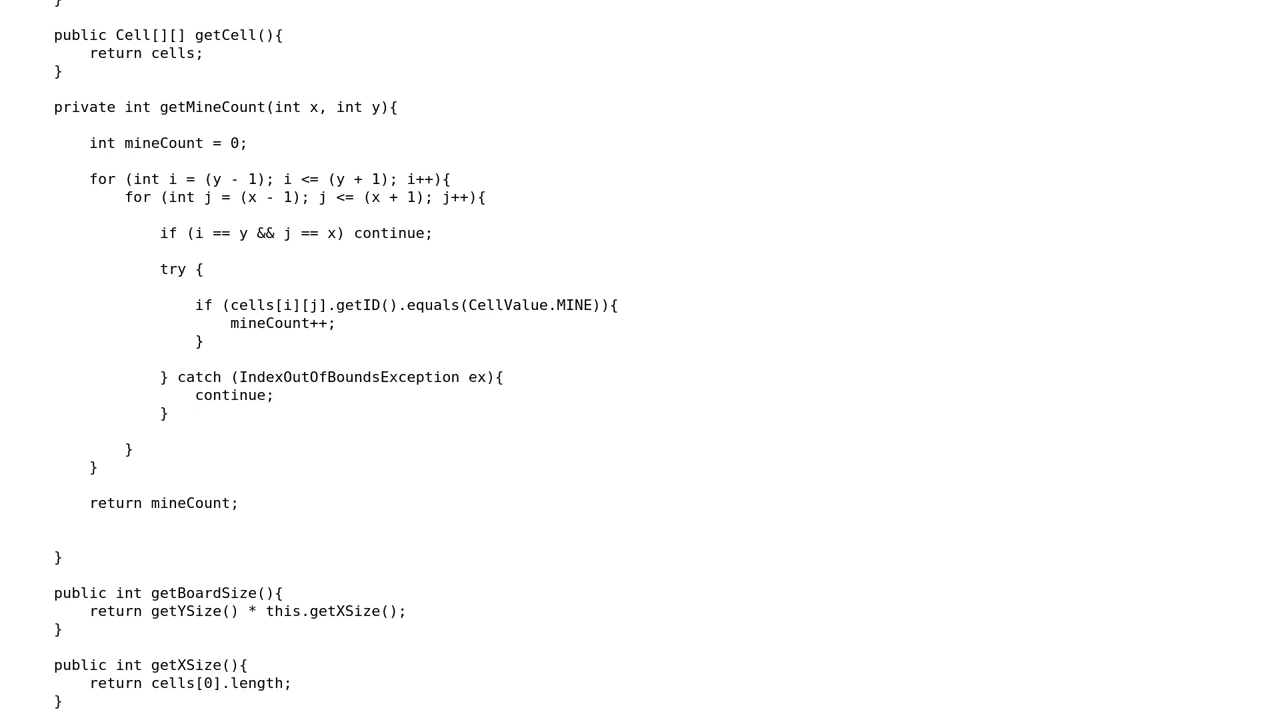 }
public Cell[][] getCell(){
return cells;
}
private int getMineCount(int x, int y){
int mineCount = 0;
for (int i = (y - 1); i <= (y + 1); i++){
for (int j = (x - 1); j <= (x + 1); j++){
if (i == y && j == x) continue;
try {
if (cells[i][j].getID().equals(CellValue.MINE)){
mineCount++;
}
} catch (IndexOutOfBoundsException ex){
continue;
}
}
}
return mineCount;
}
public int getBoardSize(){
return getYSize() * this.getXSize();
}
public int getXSize(){
return cells[0].length;
}